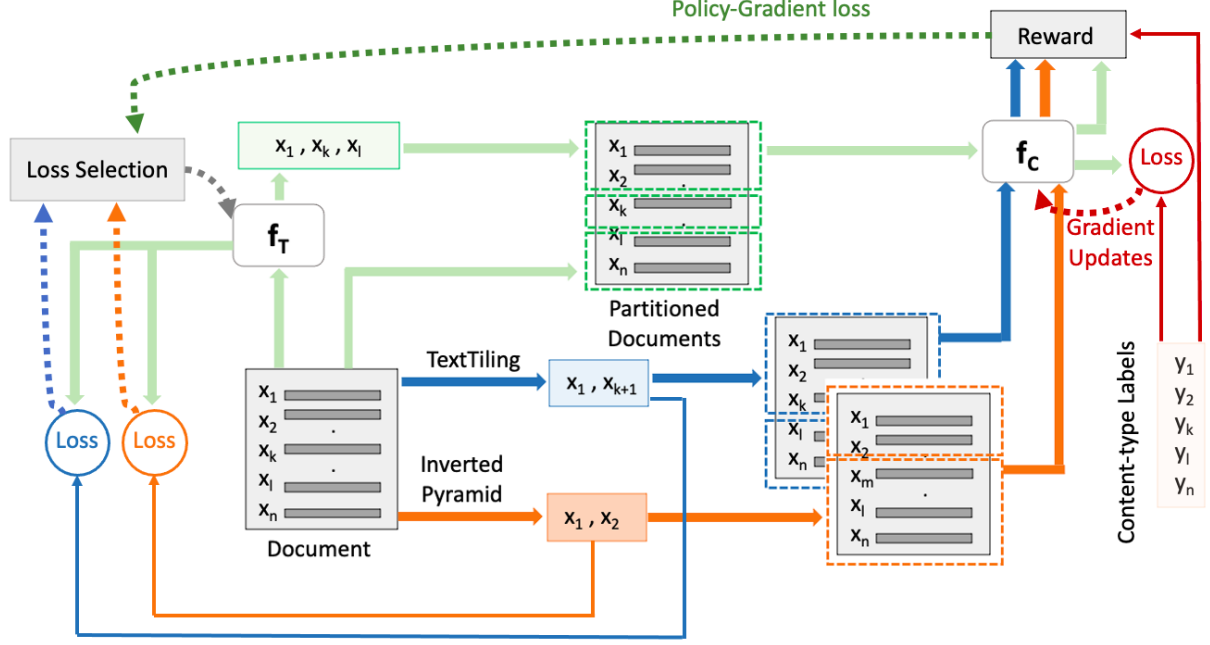 Policy-Gradient loss
Reward
Loss Selection
x1 , xk , xl
fT
x1
x2
.
xk
.
xl
xn
Partitioned
Documents
fC
Loss
Gradient
Updates
TextTiling
x1 , xk+1
x1
x2
xk
xl
xn
x1
x2
.
xm
.
xl
xn
Content-type Labels
y1
y2
yk
yl
yn
x1
x2
.
xk
.
xl
xn
Document
Inverted
Pyramid
x1 , x2
Loss
Loss